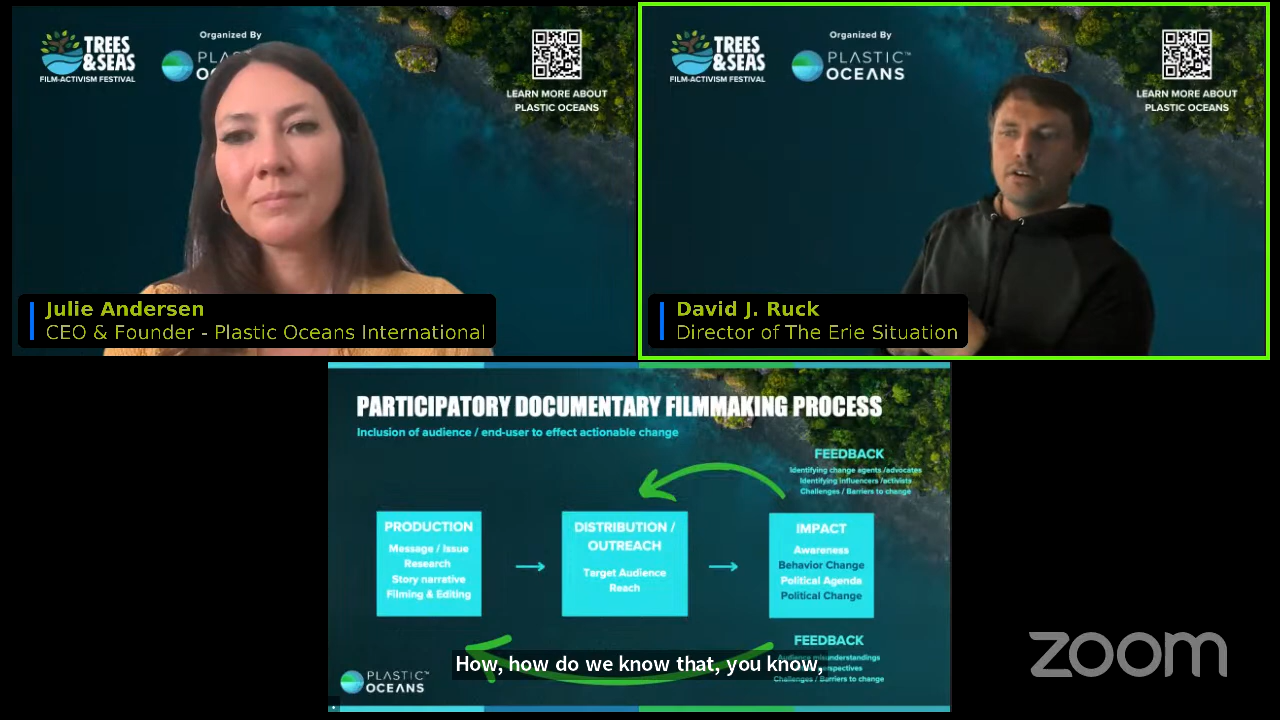 TREES
& SEAS
FILM-ACTIVISM FESTIVAL
Organized By
PLASTIC
OC
LEARN MORE ABOUT
PLASTIC OCEANS
Julie Andersen
CEO & Founder - Plastic Oceans International
TREES
& SEAS
FILM-ACTIVISM FESTIVAL
Organized By
PLASTIC™
OCEANS
LEARN MORE ABOUT
PLASTIC OCEANS
David J. Ruck
Director of The Erie Situation
PARTICIPATORY DOCUMENTARY FILMMAKING PROCESS
Inclusion of audience / end-user to effect actionable change
FEEDBACK
Identifying change agents /advocates
Identifying influencers /activists
Challenges / Barriers to change
PRODUCTION
Message / Issue
Research
Story narrative
Filming & Editing
DISTRIBUTION /
OUTREACH
Target Audience
Reach
IMPACT
Awareness
Behavior Change
Political Agenda
Political Change
FEEDBACK
Audience misunderstandings
Challenges / Barriers to change
How, how do we know that, you know,
PLASTIC™
OCEANS
zoom